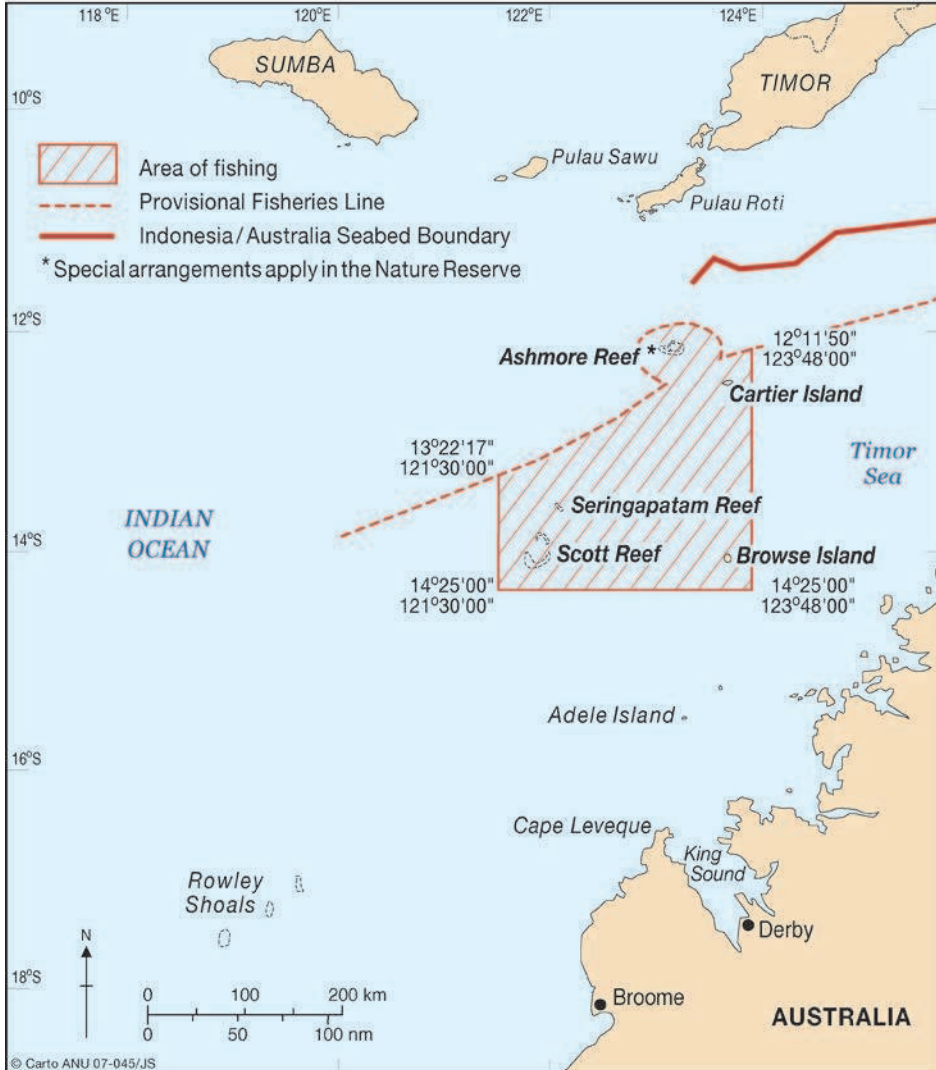 118°E
120°E
122°E
124°E
SUMBA
TIMOR
10°S
Area of fishing
Pulau Sawu
Provisional Fisheries Line
Pulau Roti
Indonesia/Australia Seabed Boundary
* Special arrangements apply in the Nature Reserve
12°S
12°11'50"
123°48'00"
Ashmore Reef *
Cartier Island
13°22'17"
121°30'00"
Timor
Sea
Seringapatam Reef
INDIAN
OCEAN
14°S
Scott Reef
Browse Island
14°25'00"
121°30'00"
14°25'00"
123°48'00"
Adele Island
16°S
Cape Leveque
King
Sound
Rowley
Shoals
Derby
N
18°S
0 100 200 km
0 50 100 nm
Broome
AUSTRALIA
© Carto ANU 07-045/JS